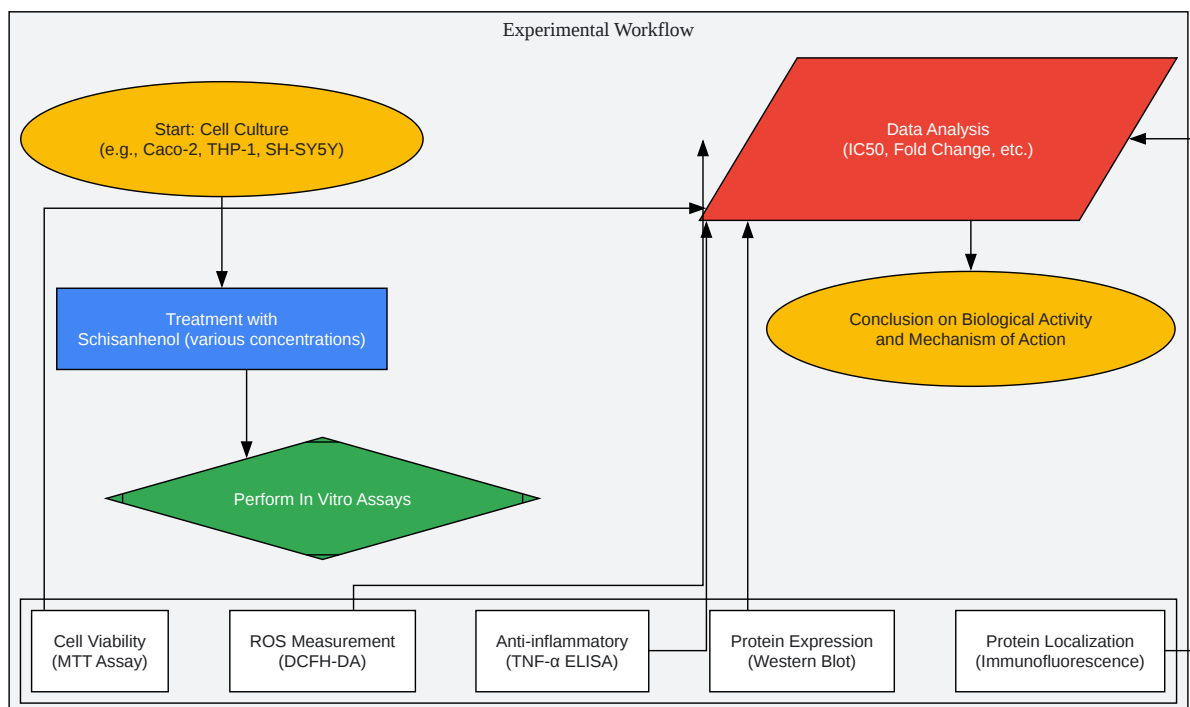 Experimental Workflow
Start: Cell Culture
(e.g., Caco-2, THP-1, SH-SY5Y)
Data Analysis
(IC50, Fold Change, etc.)
Treatment with
Schisanhenol (various concentrations)
Conclusion on Biological Activity
and Mechanism of Action
Perform In Vitro Assays
Cell Viability
(MTT Assay)
ROS Measurement
(DCFH-DA)
Anti-inflammatory
(TNF-α ELISA)
Protein Expression
(Western Blot)
Protein Localization
(Immunofluorescence)